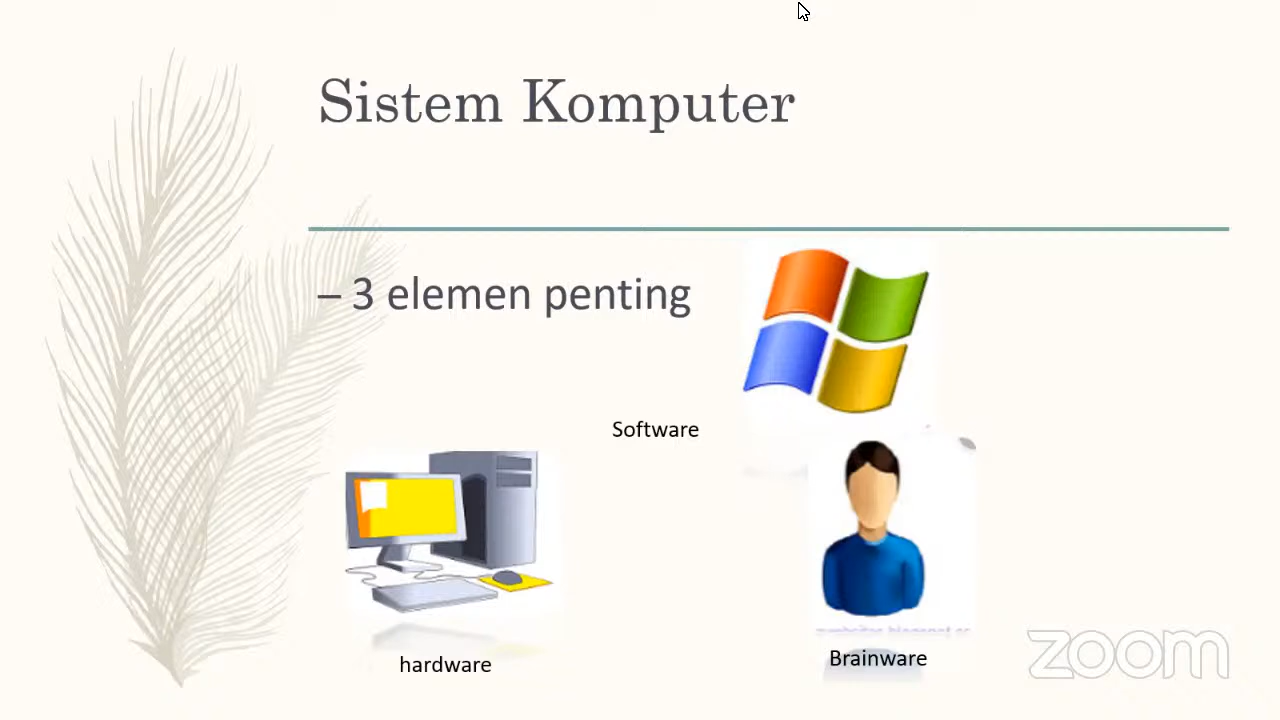 Sistem Komputer
– 3 elemen penting
Software
hardware
Brainware
zoom